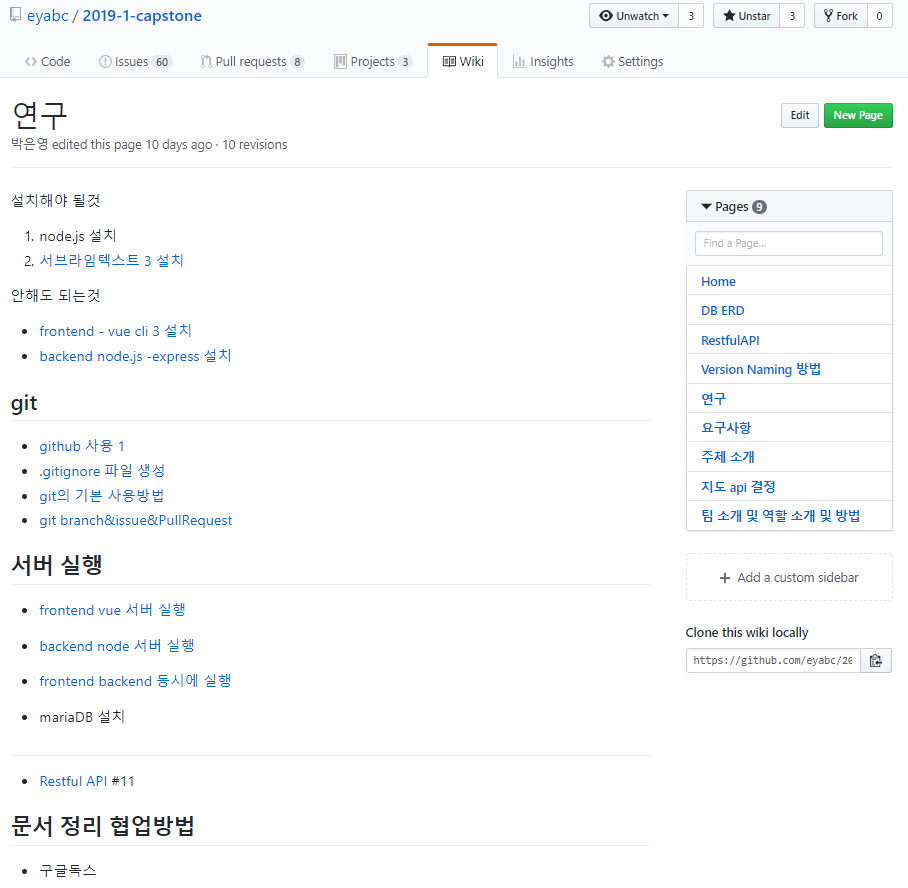 eyabc / 2019-1-capstone
Unwatch 3 Unstar 3 Fork 0
Code Issues 60 Pull requests 8 Projects 3 Wiki Insights Settings
연구
Edit New Page
박은영 edited this page 10 days ago · 10 revisions
설치해야 될것
1. node.js 설치
2. 서브라임텍스트 3 설치
안해도 되는것
frontend - vue cli 3 설치
backend node.js -express 설치
git
github 사용 1
.gitignore 파일 생성
git의 기본 사용방법
git branch&issue&PullRequest
서버 실행
frontend vue 서버 실행
backend node 서버 실행
frontend backend 동시에 실행
mariaDB 설치
Restful API #11
문서 정리 협업방법
구글독스
Pages 9
Find a Page...
Home
DB ERD
RestfulAPI
Version Naming 방법
연구
요구사항
주제 소개
지도 api 결정
팀 소개 및 역할 소개 및 방법
+ Add a custom sidebar
Clone this wiki locally
https://github.com/eyabc/20